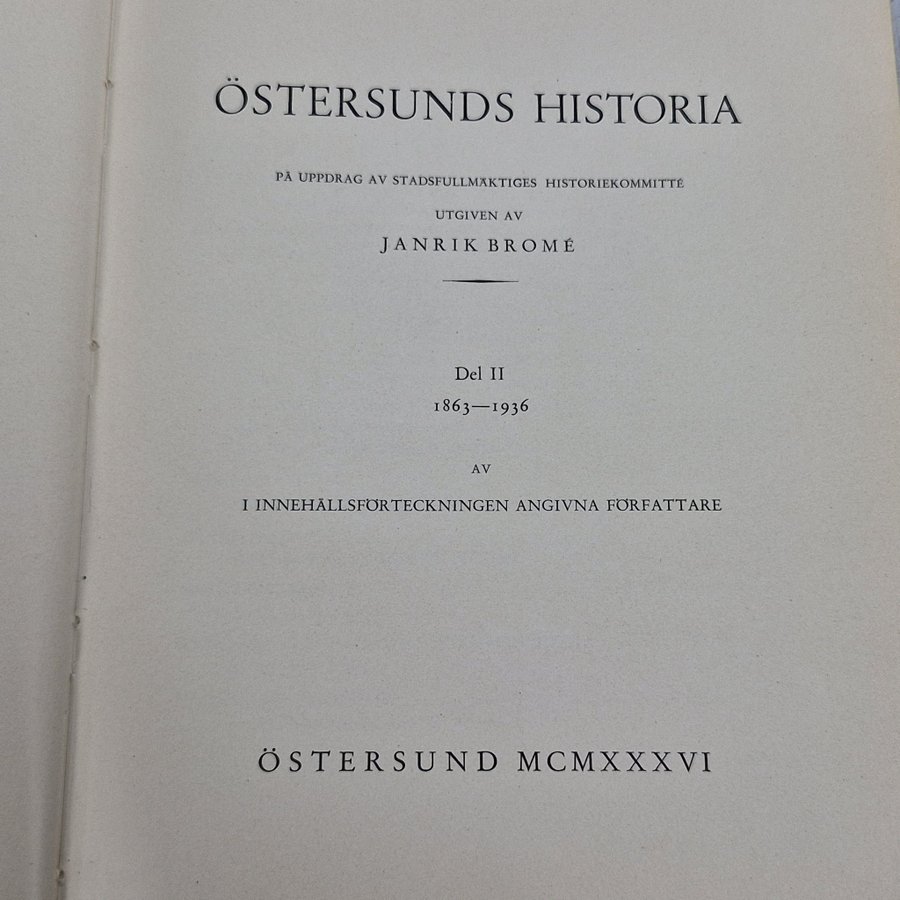 ÖSTERSUNDS HISTORIA
PÅ UPPDRAG AV STADSFULLMÄKTIGES HISTORIEKOMMITTÉ
UTGIVEN AV
JANRIK BROMÉ
Del II
1863—1936
AV
I INNEHÅLLSFÖRTECKNINGEN ANGIVNA FÖRFATTARE
ÖSTERSUND MCMXXXVI